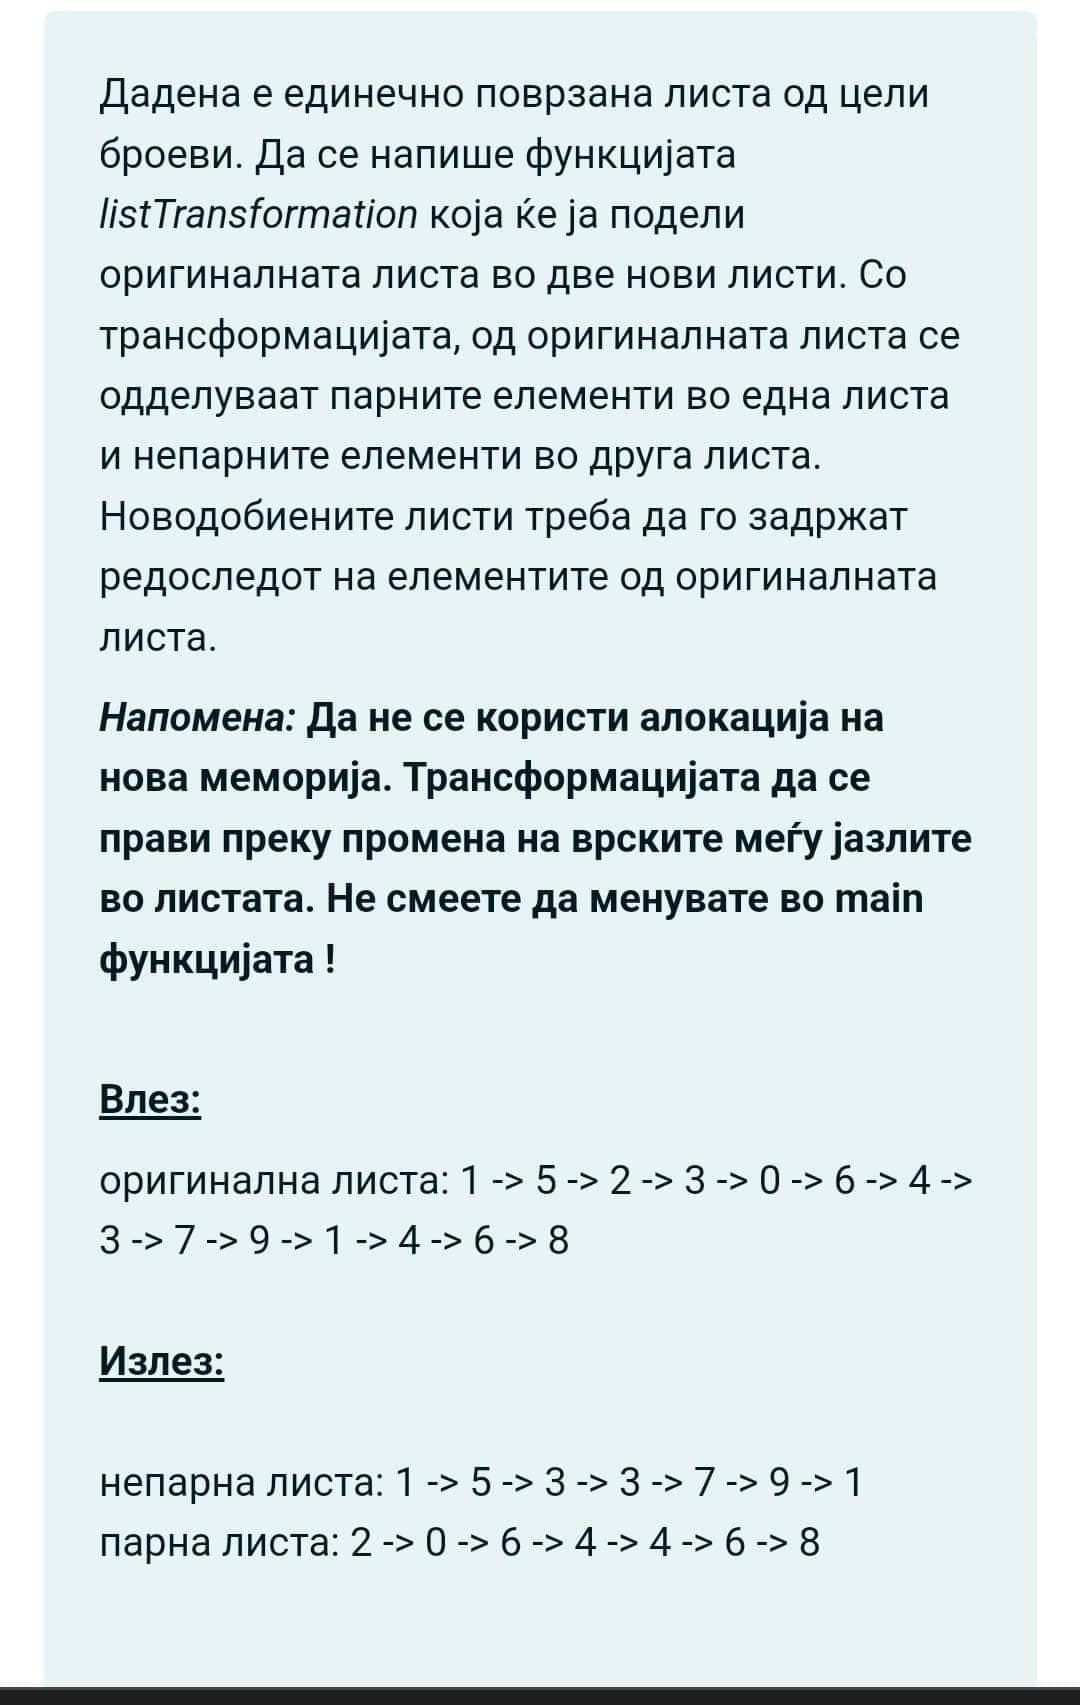 Дадена е единечно поврзана листа од цели
броеви. Да се напише функцијата
listTransformation која ќе ја подели
оригиналната листа во две нови листи. Со
трансформацијата, од оригиналната листа се
одделуваат парните елементи во една листа
и непарните елементи во друга листа.
Новодобиените листи треба да го задржат
редоследот на елементите од оригиналната
листа.
Напомена: Да не се користи алокација на
нова меморија. Трансформацијата да се
прави преку промена на врските меѓу јазлите
во листата. Не смеете да менувате во main
функцијата !
Влез:
оригинална листа: 1 -> 5 -> 2 -> 3 -> 0 -> 6 -> 4 ->
3 -> 7 -> 9 -> 1 -> 4 -> 6 -> 8
Излез:
непарна листа: 1 -> 5 -> 3 -> 3 -> 7 -> 9 -> 1
парна листа: 2 -> 0 -> 6 -> 4 -> 4 -> 6 -> 8